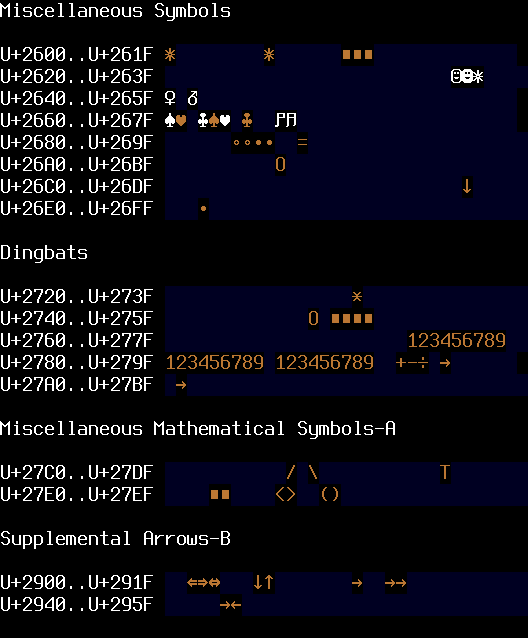 Miscellaneous Symbols
U+2600..U+261F * * ■■■
U+2620..U+263F ☺☻☼
U+2640..U+265F ♀ ♂
U+2660..U+267F ♠♥ ♣♠♥ ♣ ♪♫
U+2680..U+269F ∘∘•• =
U+26A0..U+26BF O
U+26C0..U+26DF ↓
U+26E0..U+26FF •
Dingbats
U+2720..U+273F *
U+2740..U+275F O ■■■■
U+2760..U+277F 123456789
U+2780..U+279F 123456789 123456789 +−÷ →
U+27A0..U+27BF →
Miscellaneous Mathematical Symbols-A
U+27C0..U+27DF / \ T
U+27E0..U+27EF ■■ <> ()
Supplemental Arrows-B
U+2900..U+291F ⇐⇒⇔ ↓↑ → →→
U+2940..U+295F →←